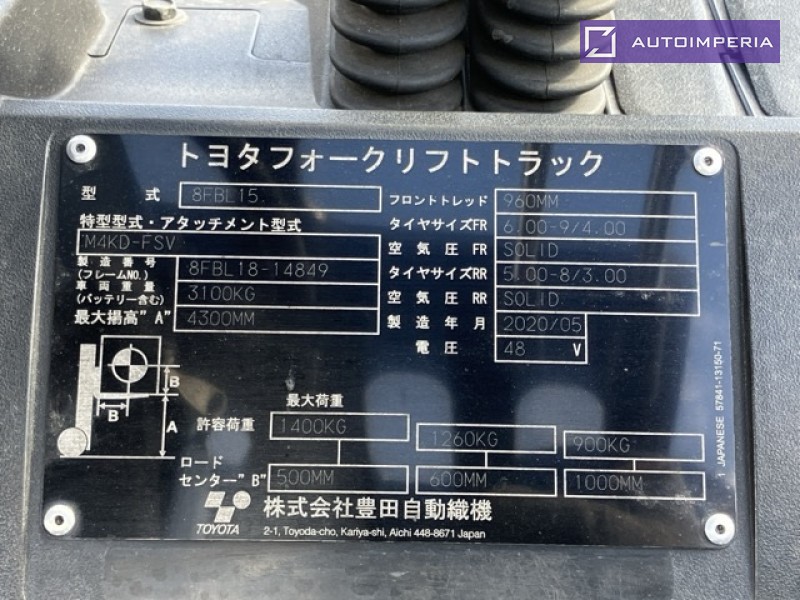 AUTOIMPERIA
トヨタフォークリフトトラック
型 式 8FBL15
特型型式・アタッチメント型式
M4KD-FSV
製造番号 (フレームNO.) 8FBL18-14849
車両重量 (バッテリー含む) 3100KG
最大揚高"A" 4300MM
フロントトレッド 960MM
タイヤサイズFR 6.00-9/4.00
空気圧 FR SOLID
タイヤサイズRR 5.00-8/3.00
空気圧 RR SOLID
製造年月 2020/05
電圧 48 V
B
B
A
最大荷重
許容荷重 1400KG 1260KG 900KG
ロード
センター"B" 500MM 600MM 1000MM
TOYOTA
株式会社豊田自動織機
2-1, Toyoda-cho, Kariya-shi, Aichi 448-8671 Japan
1 JAPANESE 57841-13150-71